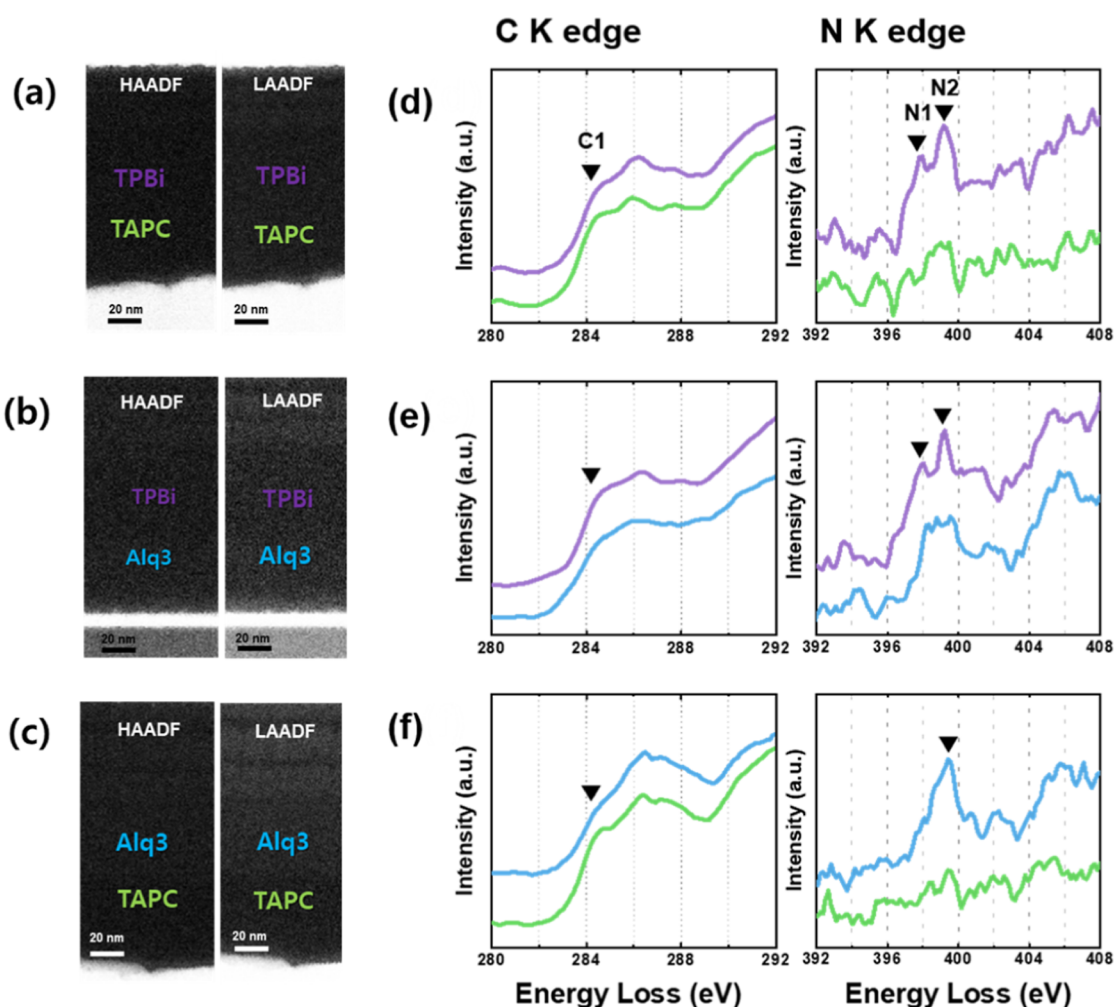 C K edge
N K edge
(a)
HAADF
LAADF
TPBi
TPBi
TAPC
TAPC
20 nm
20 nm
(d)
Intensity (a.u.)
C1
280
284
288
292
Intensity (a.u.)
N1
N2
392
396
400
404
408
(b)
HAADF
LAADF
TPBi
TPBi
Alq3
Alq3
20 nm
20 nm
(e)
Intensity (a.u.)
280
284
288
292
Intensity (a.u.)
392
396
400
404
408
(c)
HAADF
LAADF
Alq3
Alq3
TAPC
TAPC
20 nm
20 nm
(f)
Intensity (a.u.)
280
284
288
292
Intensity (a.u.)
392
396
400
404
408
Energy Loss (eV)
Energy Loss (eV)